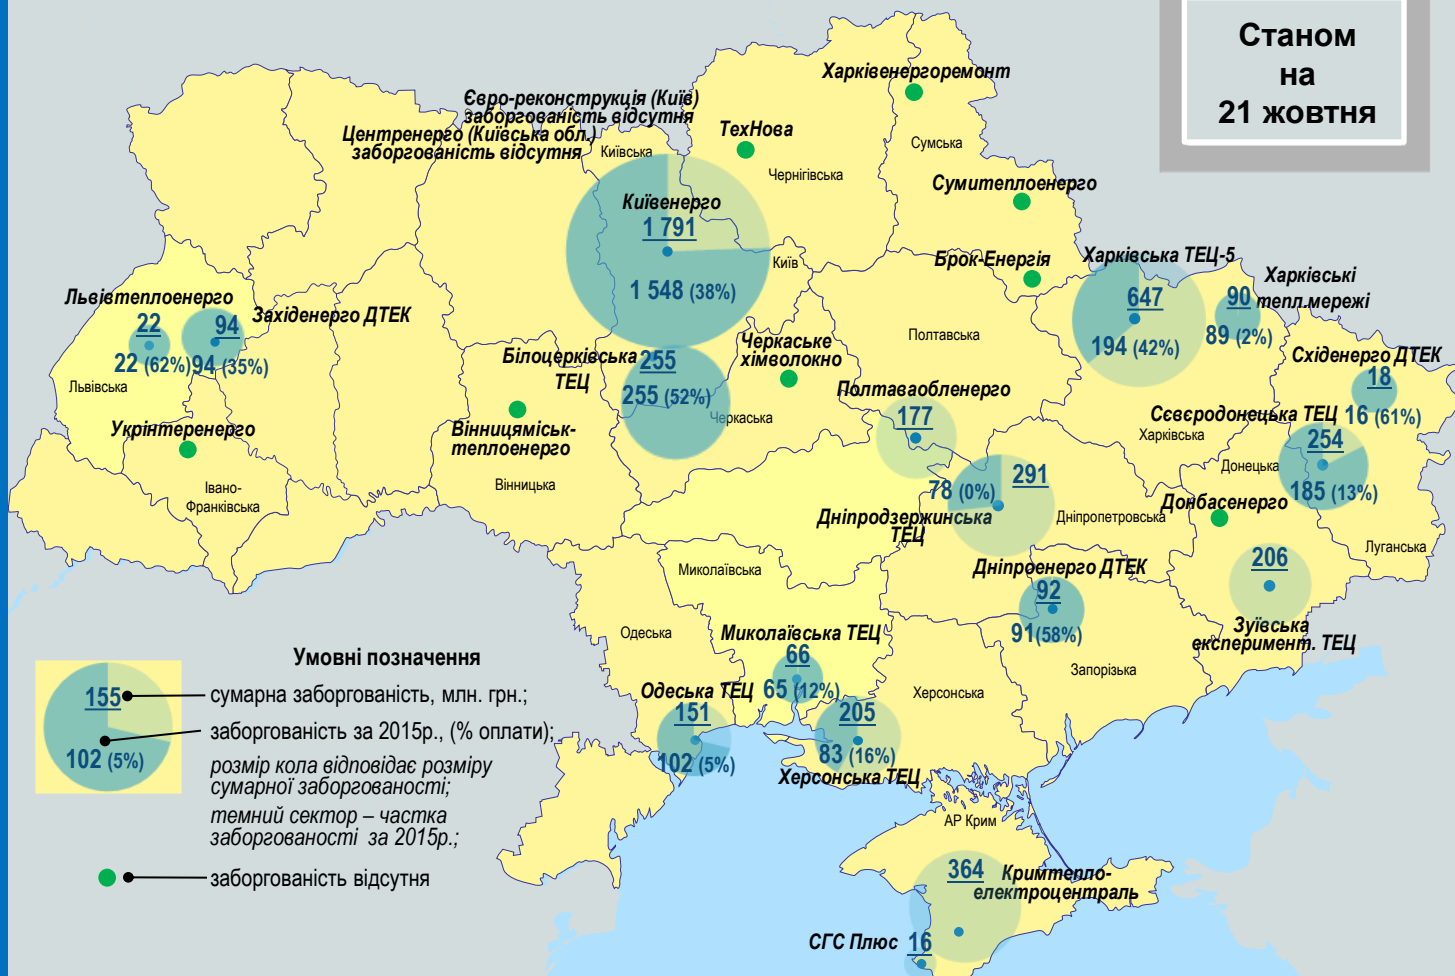 Станом
на
21 жовтня
Харківенергоремонт
Євро-реконструкція (Київ)
заборгованість відсутня
Центренерго (Київська обл.)
заборгованість відсутня
ТехНова
Київська
Сумська
Чернігівська
Сумитеплоенерго
Київенерго
1 791
1 548 (38%)
Київ
Брок-Енергія
Харківська ТЕЦ-5
647
194 (42%)
Харківські
тепл.мережі
90
89 (2%)
Львівтеплоенерго
22
22 (62%)
Західенерго ДТЕК
94
94 (35%)
Львівська
Полтавська
Білоцерківська
ТЕЦ
255
255 (52%)
Черкаське
хімволокно
Черкаська
Східенерго ДТЕК
18
16 (61%)
Полтаваобленерго
177
Сєвєродонецька ТЕЦ
254
185 (13%)
Харківська
Донецька
Укрінтеренерго
Вінницяміськ-
теплоенерго
Вінницька
Івано-
Франківська
291
78 (0%)
Дніпродзержинська
ТЕЦ
Дніпропетровська
Донбасенерго
Луганська
Миколаївська
Дніпроенерго ДТЕК
92
91(58%)
206
Зуївська
експеримент. ТЕЦ
Одеська
Миколаївська ТЕЦ
66
65 (12%)
Запорізька
Херсонська
Одеська ТЕЦ
151
102 (5%)
205
83 (16%)
Херсонська ТЕЦ
АР Крим
364
Кримтепло-
електроцентраль
СГС Плюс
16
Умовні позначення
155
102 (5%)
сумарна заборгованість, млн. грн.;
заборгованість за 2015р., (% оплати);
розмір кола відповідає розміру
сумарної заборгованості;
темний сектор – частка
заборгованості за 2015р.;
заборгованість відсутня